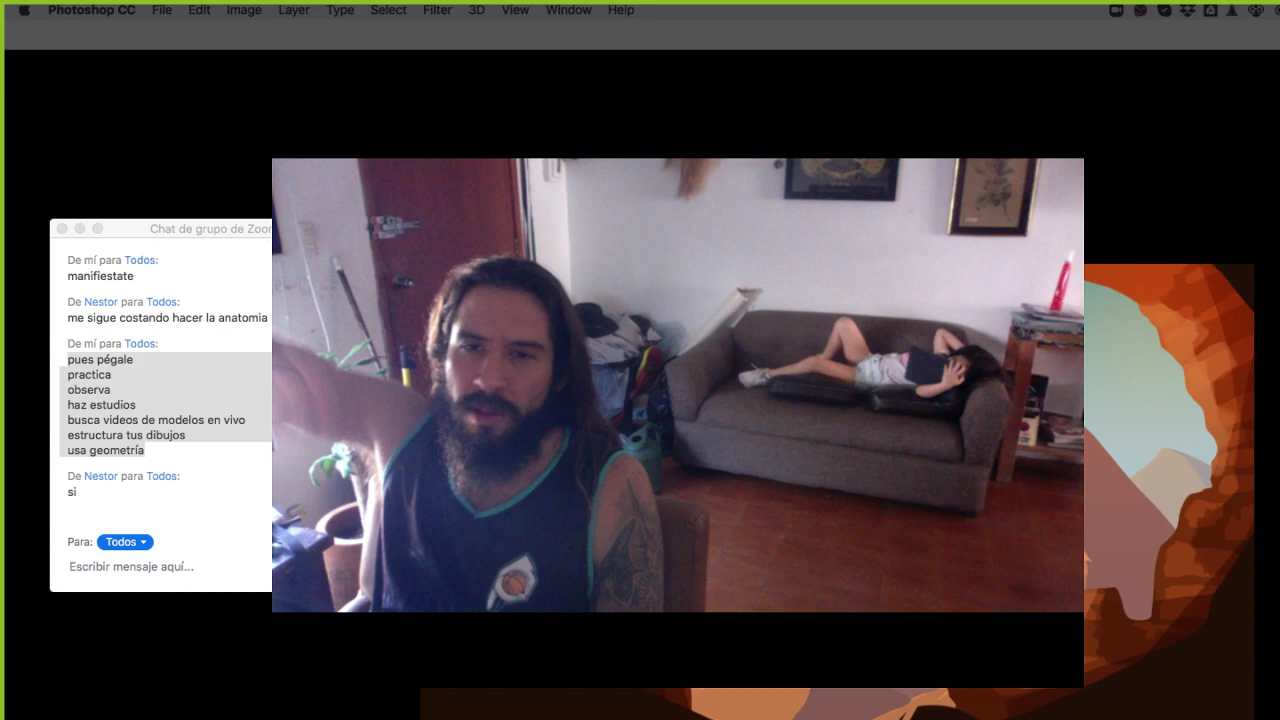 Photoshop CC File Edit Image Layer Type Select Filter 3D View Window Help
Chat de grupo de Zoo
De mí para Todos:
manifiestate
De Nestor para Todos:
me sigue costando hacer la anatomia
De mí para Todos:
pues pégale
practica
observa
haz estudios
busca videos de modelos en vivo
estructura tus dibujos
usa geometría
De Nestor para Todos:
si
Para: Todos
Escribir mensaje aquí...